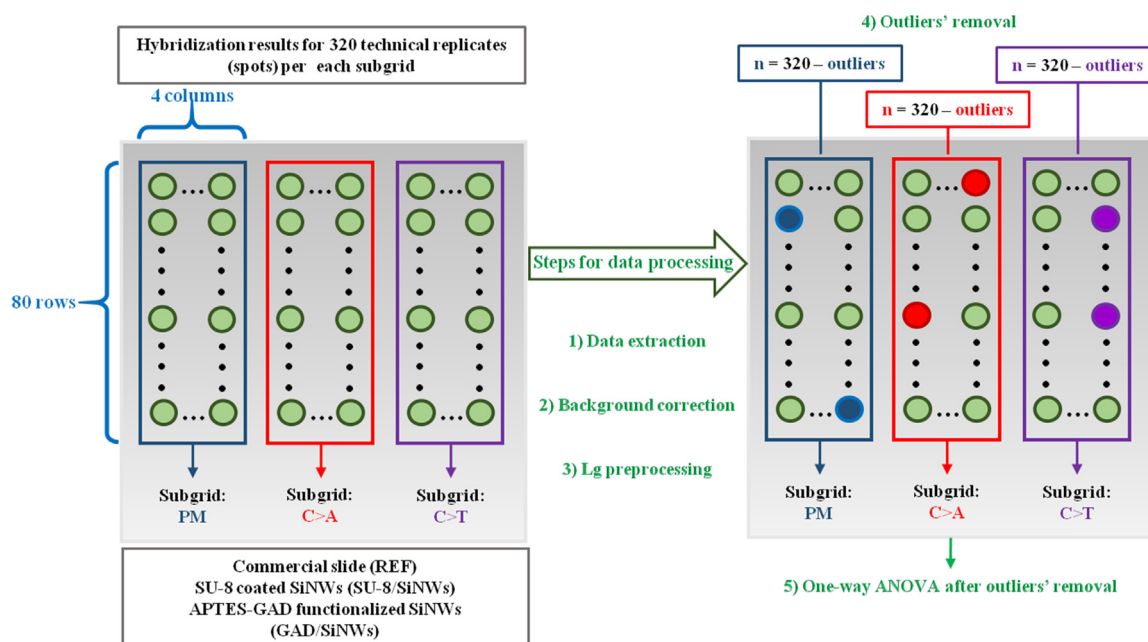 Hybridization results for 320 technical replicates
(spots) per each subgrid
4 columns
80 rows
Subgrid:
PM
Subgrid:
C>A
Subgrid:
C>T
Commercial slide (REF)
SU-8 coated SiNWs (SU-8/SiNWs)
APTES-GAD functionalized SiNWs
(GAD/SiNWs)
Steps for data processing
1) Data extraction
2) Background correction
3) Lg preprocessing
4) Outliers' removal
n = 320 – outliers
n = 320 – outliers
n = 320 – outliers
Subgrid:
PM
Subgrid:
C>A
Subgrid:
C>T
5) One-way ANOVA after outliers' removal